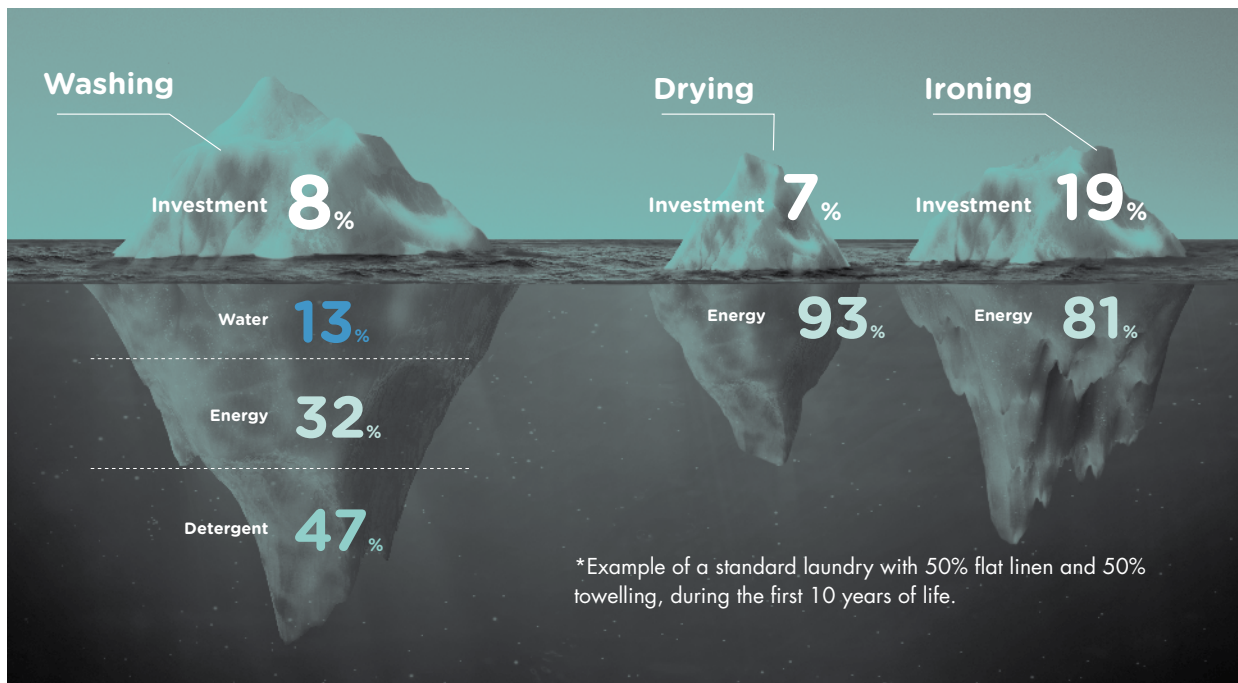 Washing
Investment 8%
Water 13%
Energy 32%
Detergent 47%
Drying
Investment 7%
Energy 93%
Ironing
Investment 19%
Energy 81%
*Example of a standard laundry with 50% flat linen and 50%
towelling, during the first 10 years of life.